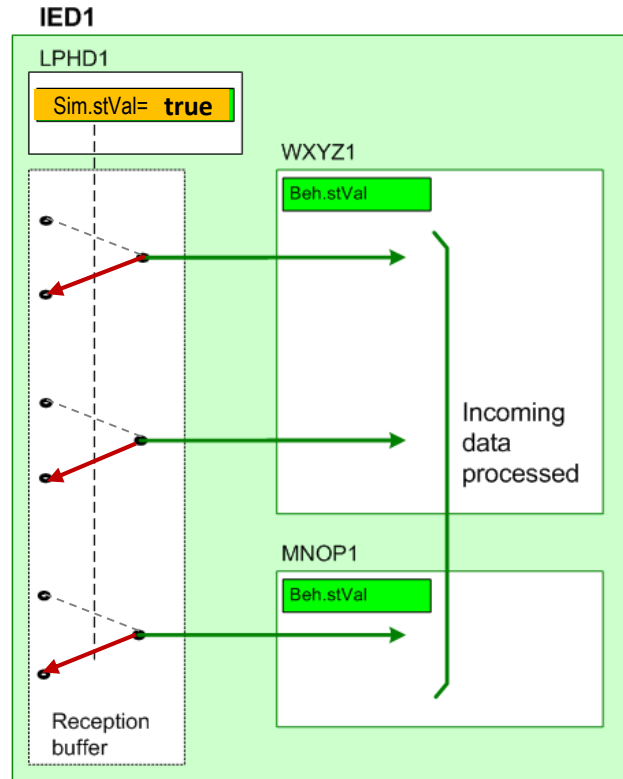 IED1
LPHD1
Sim.stVal= true
WXYZ1
Beh.stVal
Incoming
data
processed
MNOP1
Beh.stVal
Reception
buffer